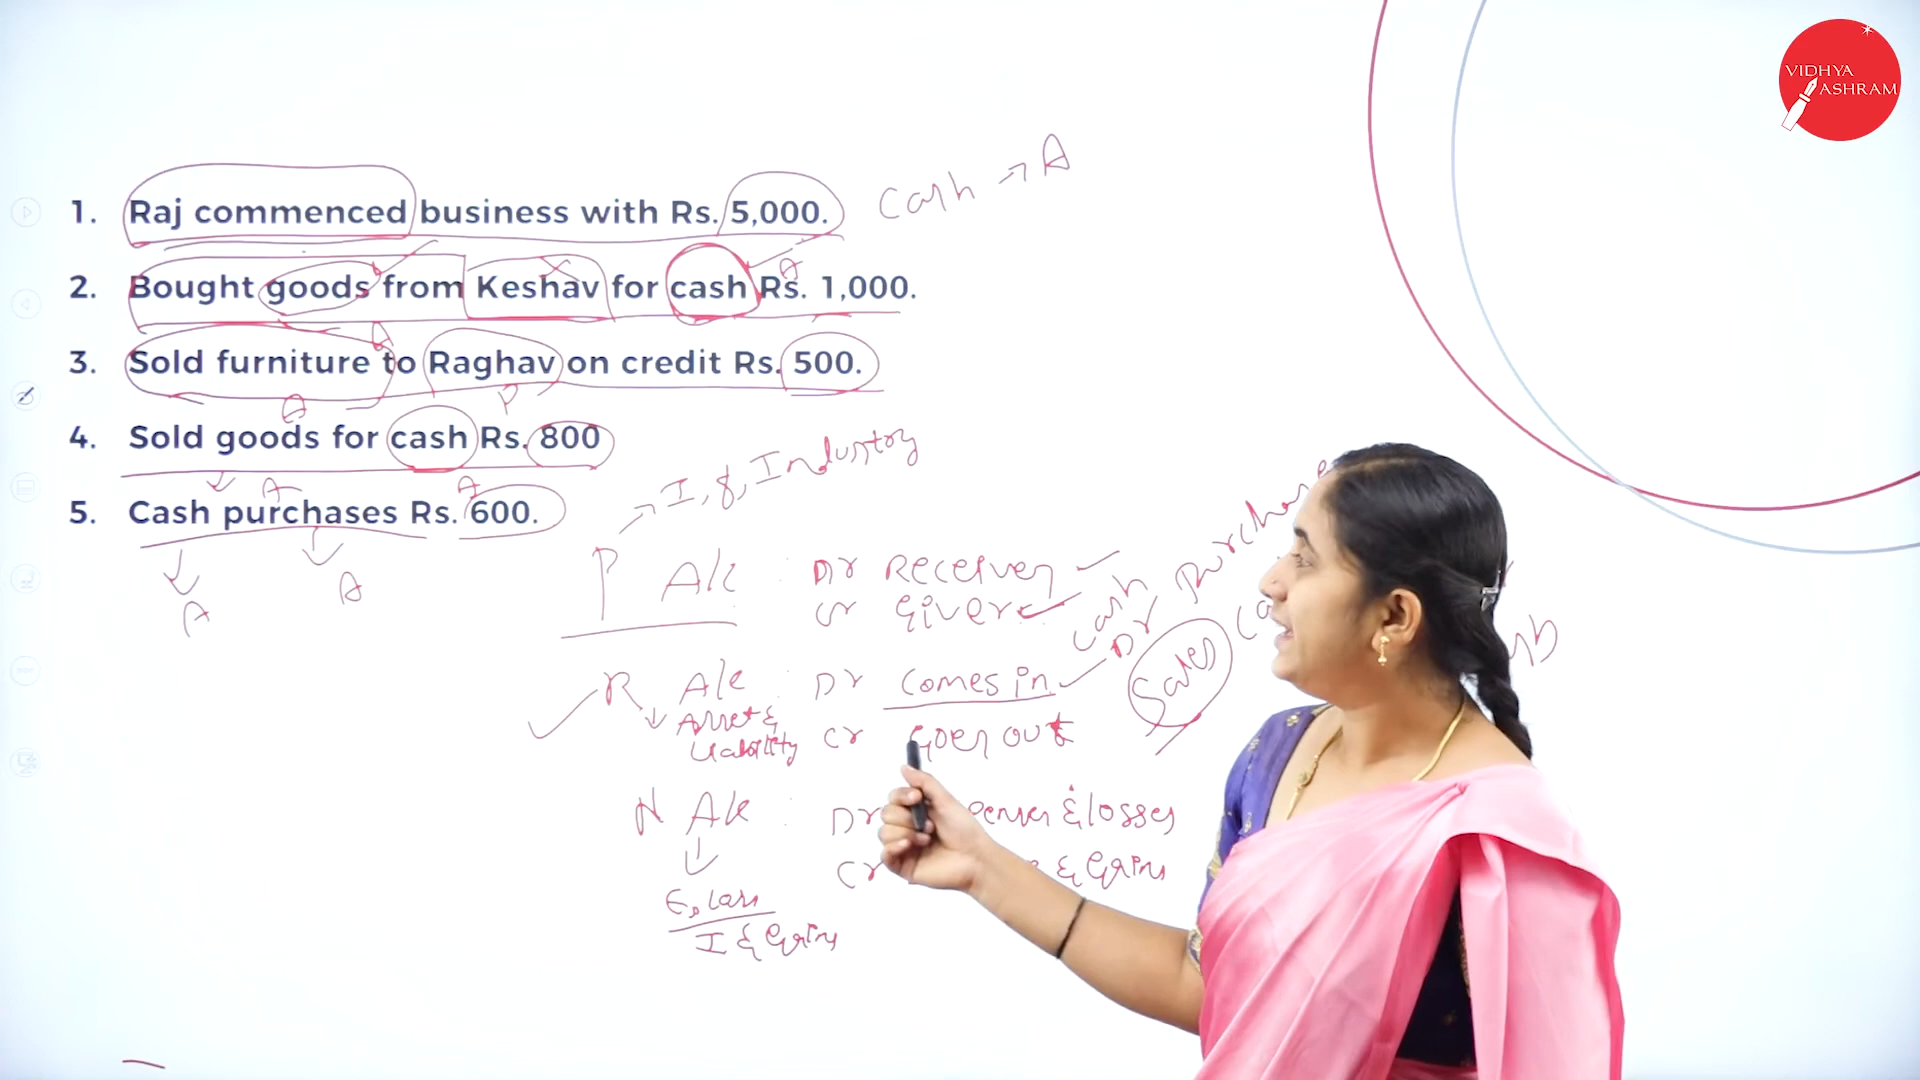 VIDHYA
ASHRAM
Cash → A
1. Raj commenced business with Rs. 5,000.
2. Bought goods from Keshav for cash Rs. 1,000.
A
3. Sold furniture to Raghav on credit Rs. 500.
A
P
4. Sold goods for cash Rs. 800
A
A
5. Cash purchases Rs. 600.
A
A
→ I, f, Industry
P A/c : Dr Receiver
Cr Giver
Cash
Dr purchases
Sales
R A/c : Dr Comes in
Asset &
Liability
Cr Goes out
N A/c : Dr & losses
Cr & Gains
E, Loss
I & Gains